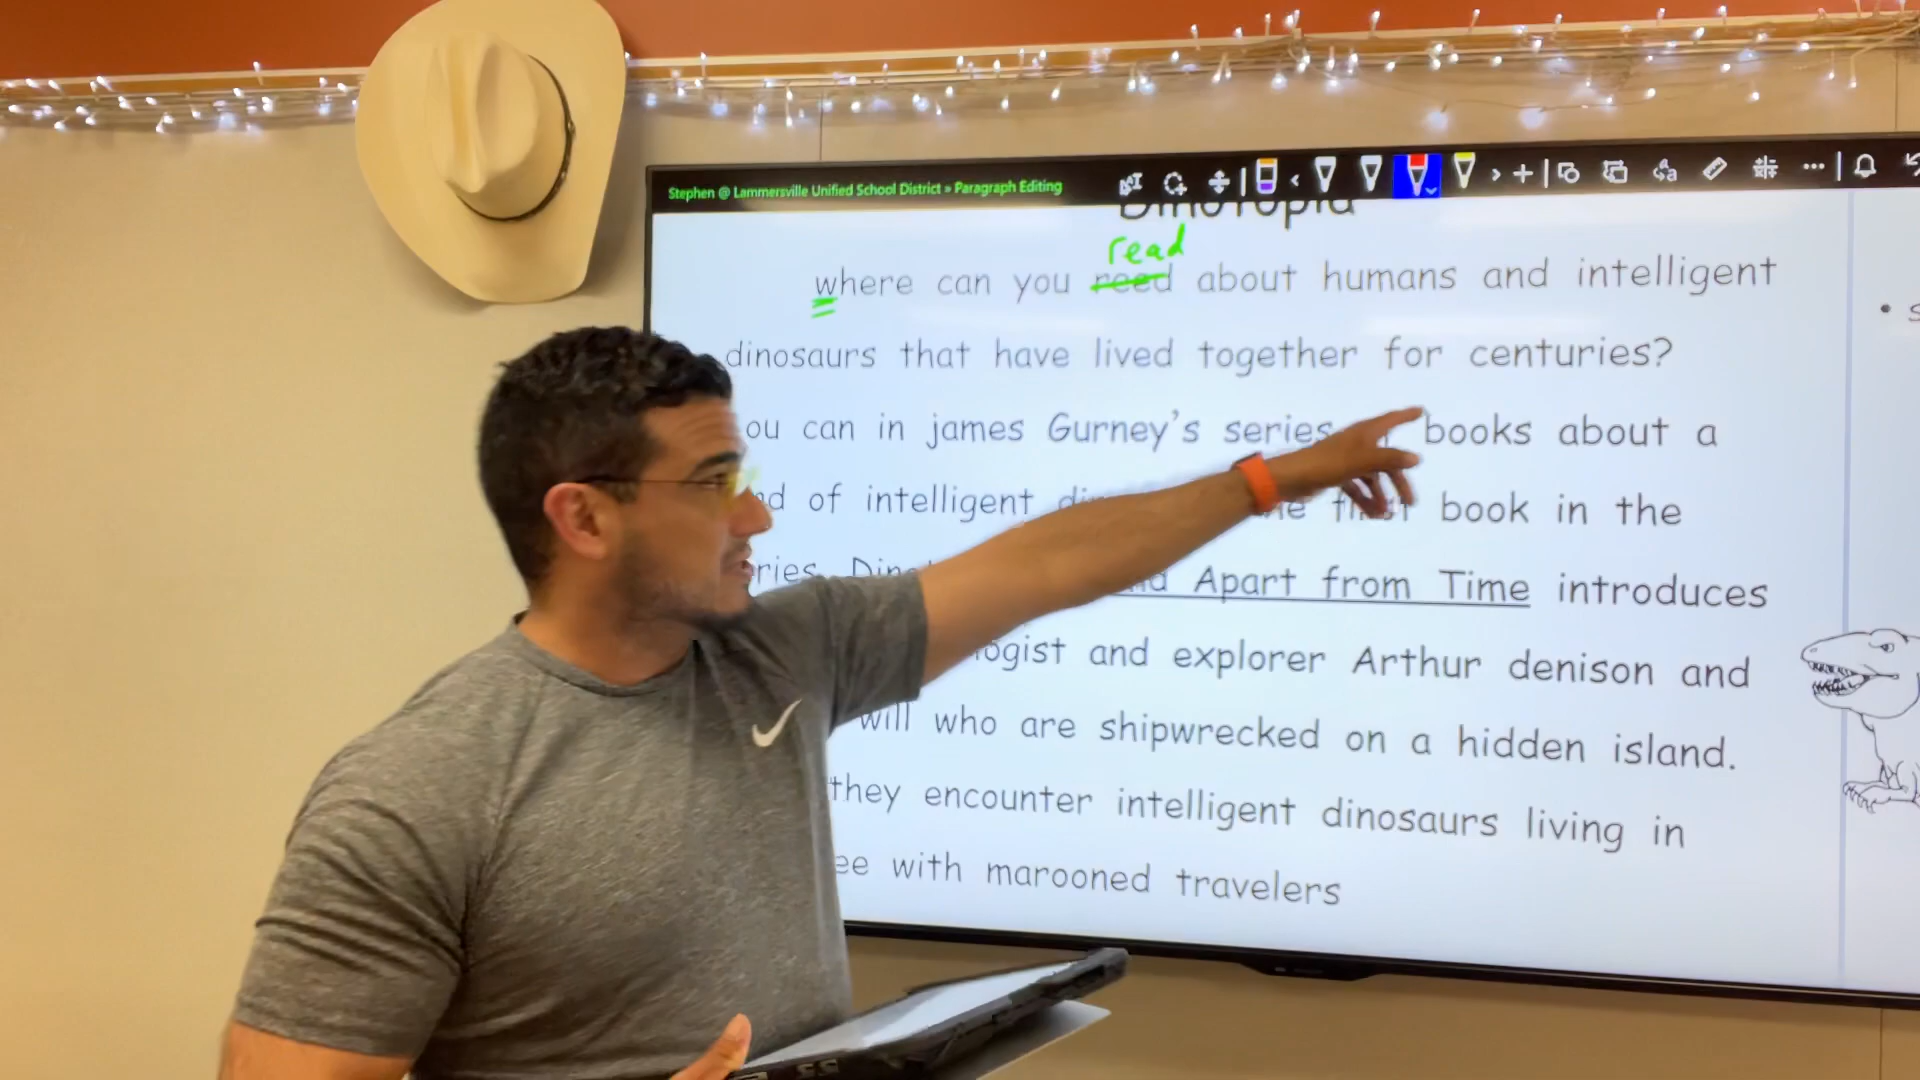 Stephen @ Lammersville Unified School District » Paragraph Editing
Dinotopia
read
where can you reed about humans and intelligent
dinosaurs that have lived together for centuries?
ou can in james Gurney's series books about a
nd of intelligent first book in the
ries Apart from Time introduces
ogist and explorer Arthur denison and
will who are shipwrecked on a hidden island.
they encounter intelligent dinosaurs living in
ee with marooned travelers